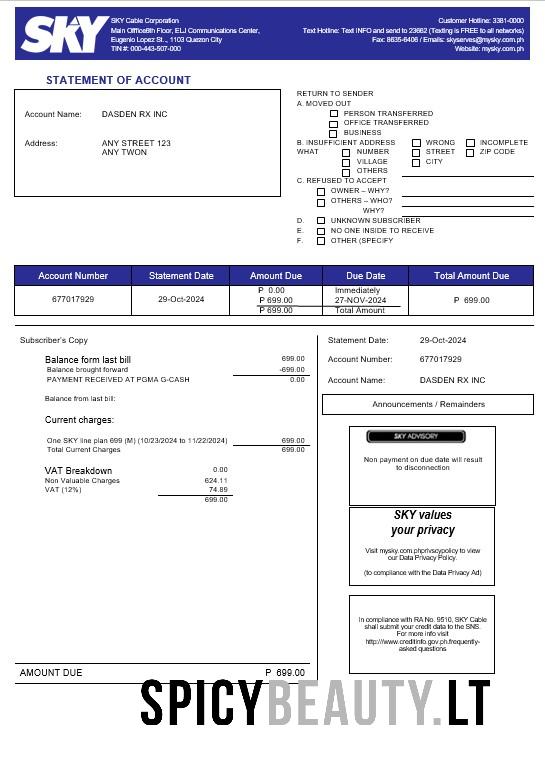 SKY
SKY Cable Corporation
Main Offfice6th Floor, ELJ Communications Center,
Eugenio Lopez St.., 1103 Quezon City
TIN#: 000-443-507-000
Customer Hotline: 3381-0000
Text Hotline: Text INFO and send to 23662 (Texting is FREE to all networks)
Fax: 8635-6406 / Emails: skyserves@mysky.com.ph
Website: mysky.com.ph
STATEMENT OF ACCOUNT
Account Name: DASDEN RX INC
Address: ANY STREET 123
ANY TWON
RETURN TO SENDER
A. MOVED OUT
PERSON TRANSFERRED
OFFICE TRANSFERRED
BUSINESS
B. INSUFFICIENT ADDRESS WRONG INCOMPLETE
WHAT NUMBER STREET ZIP CODE
VILLAGE CITY
OTHERS
C. REFUSED TO ACCEPT
OWNER – WHY?
OTHERS – WHO?
WHY?
D. UNKNOWN SUBSCRIBER
E. NO ONE INSIDE TO RECEIVE
F. OTHER (SPECIFY
Account Number Statement Date Amount Due Due Date Total Amount Due
P 0.00 Immediately
677017929 29-Oct-2024 P 699.00 27-NOV-2024 P 699.00
P 699.00 Total Amount
Subscriber's Copy
Balance form last bill 699.00
Balance brought forward -699.00
PAYMENT RECEIVED AT PGMA G-CASH 0.00
Balance from last bill:
Current charges:
One SKY line plan 699 (M) (10/23/2024 to 11/22/2024) 699.00
Total Current Charges 699.00
VAT Breakdown 0.00
Non Valuable Charges 624.11
VAT (12%) 74.89
699.00
AMOUNT DUE P 699.00
Statement Date: 29-Oct-2024
Account Number: 677017929
Account Name: DASDEN RX INC
Announcements / Remainders
SKY ADVISORY
Non payment on due date will result
to disconnection
SKY values
your privacy
Visit mysky.com.phprivscypolicy to view
our Data Privacy Policy.
(to compliance with the Data Privacy Ad)
In compliance with RA No. 9510, SKY Cable
shall submit your credit data to the SNS.
For more info visit
http:///www.creditinfo.gov.ph.frequently-
asked questions
SPICYBEAUTY.LT